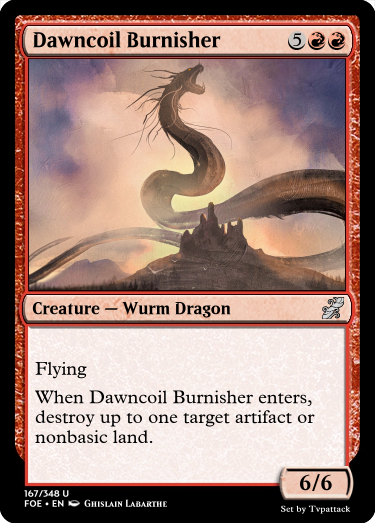 Dawncoil Burnisher 5
Creature — Wurm Dragon
Flying
When Dawncoil Burnisher enters,
destroy up to one target artifact or
nonbasic land.
6/6
167/348 U
FOE • EN Ghislain Labarthe
Set by Tvpattack